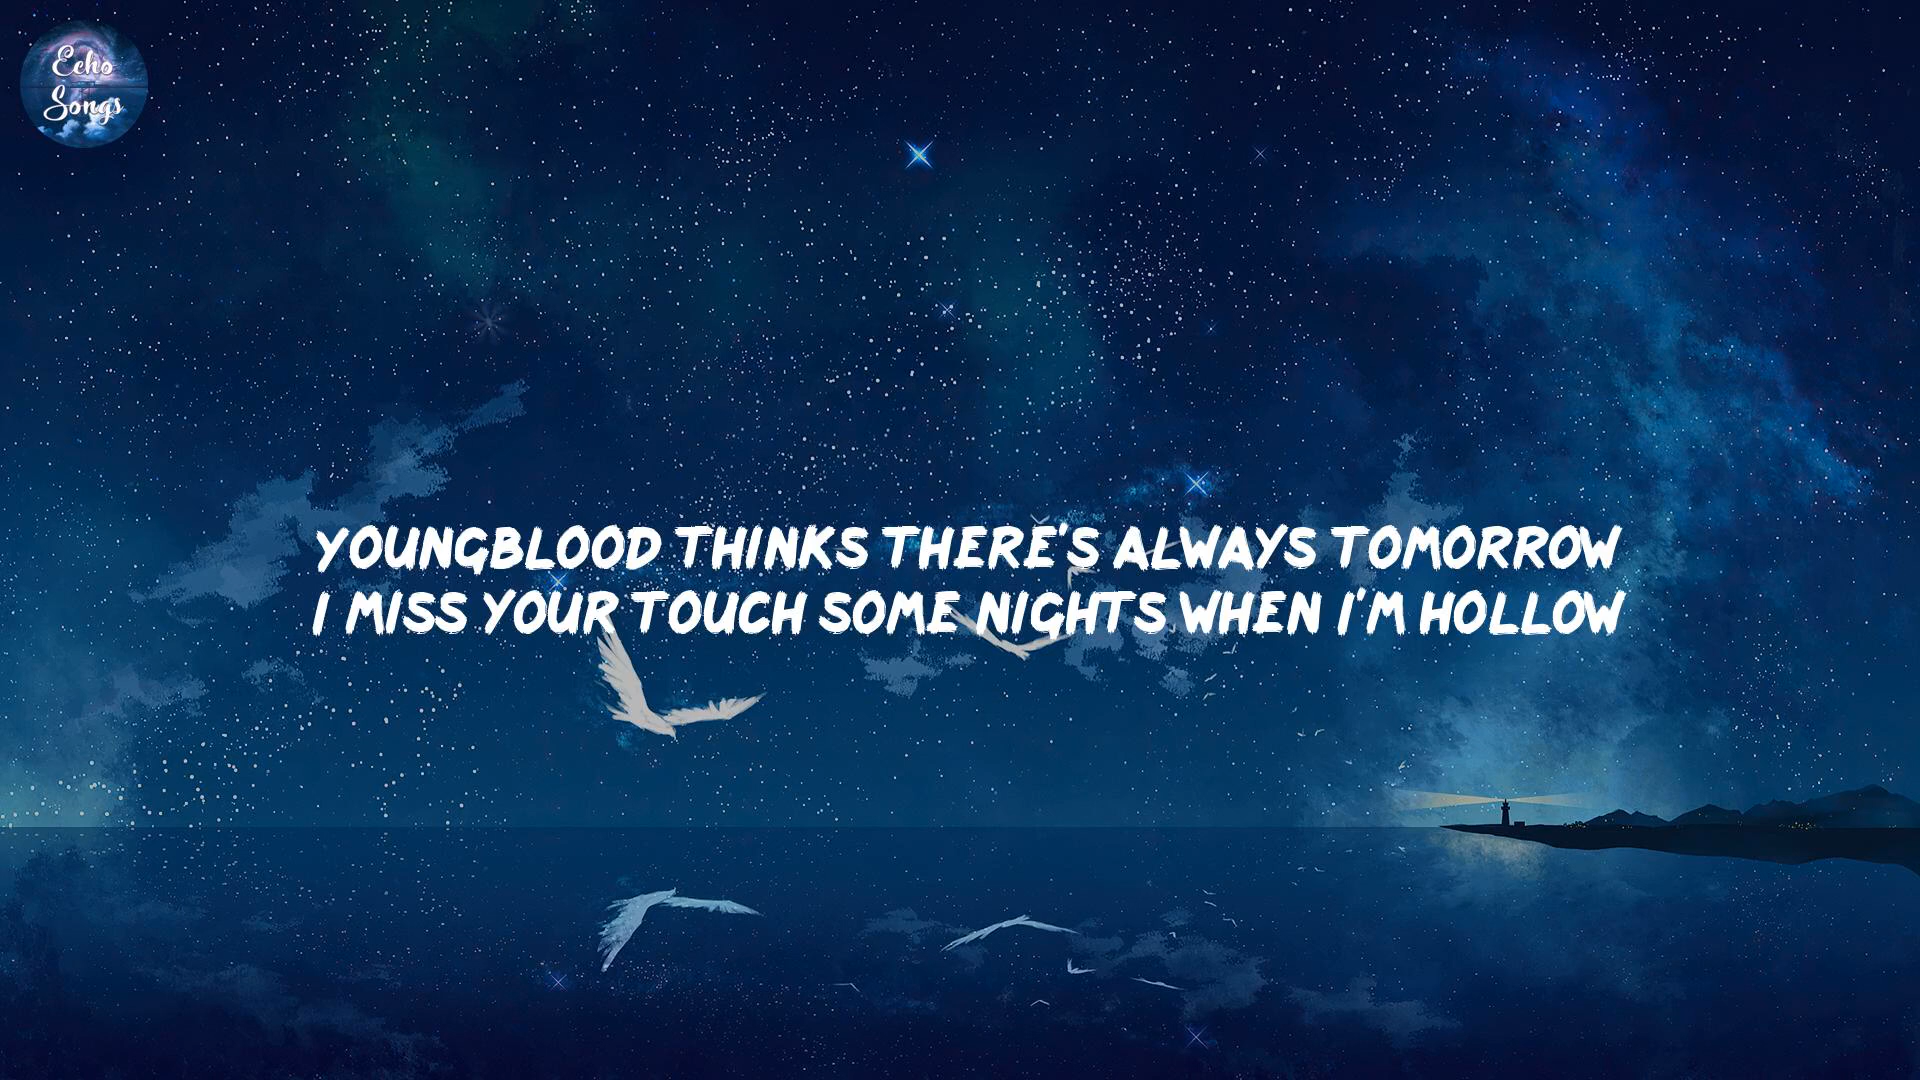 Echo
Songs
YOUNGBLOOD THINKS THERE'S ALWAYS TOMORROW
I MISS YOUR TOUCH SOME NIGHTS WHEN I'M HOLLOW